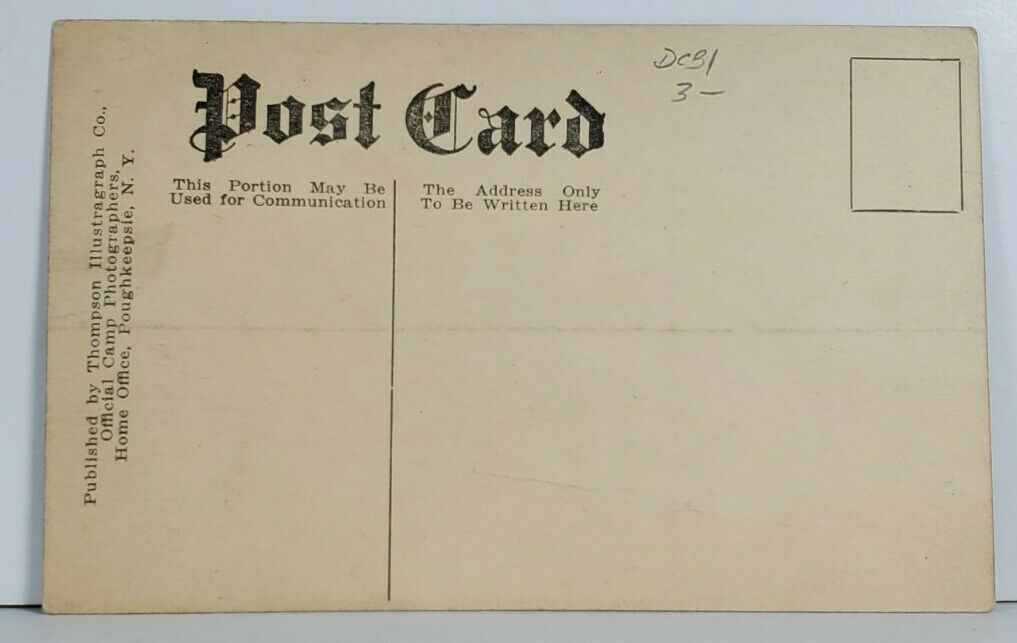 DCB1
3 —
Post Card
This Portion May Be
Used for Communication
The Address Only
To Be Written Here
Published by Thompson Illustragraph Co.,
Official Camp Photographers,
Home Office, Poughkeepsie, N. Y.